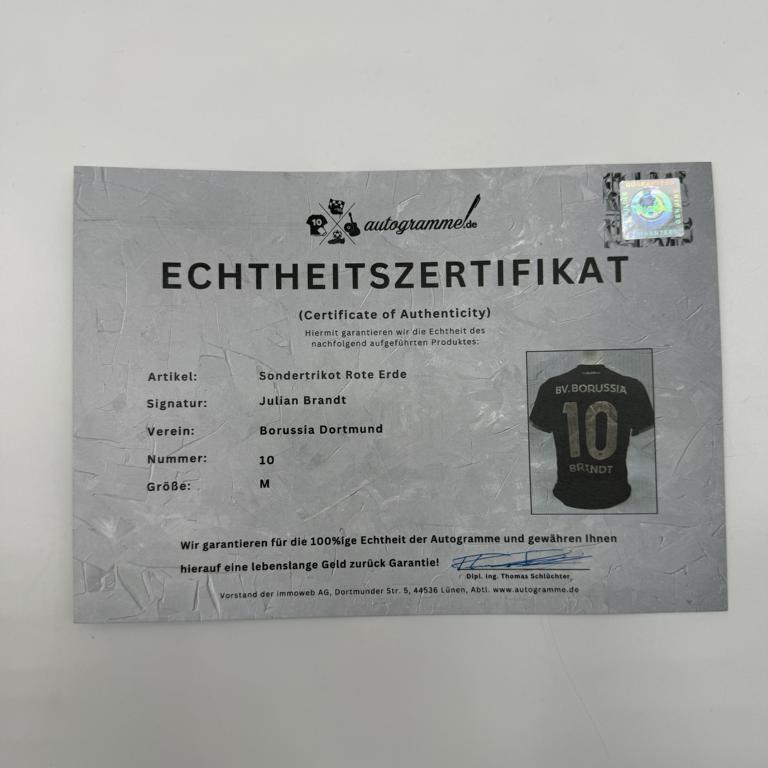 10
autogramme!.de
ECHTHEITSZERTIFIKAT
(Certificate of Authenticity)
Hiermit garantieren wir die Echtheit des
nachfolgend aufgeführten Produktes:
Artikel: Sondertrikot Rote Erde
Signatur: Julian Brandt
Verein: Borussia Dortmund
Nummer: 10
Größe: M
BV. BORUSSIA
10
BRANDT
Wir garantieren für die 100%ige Echtheit der Autogramme und gewähren Ihnen
hierauf eine lebenslange Geld zurück Garantie!
Dipl. Ing. Thomas Schlüchter,
Vorstand der immoweb AG, Dortmunder Str. 5, 44536 Lünen, Abtl. www.autogramme.de